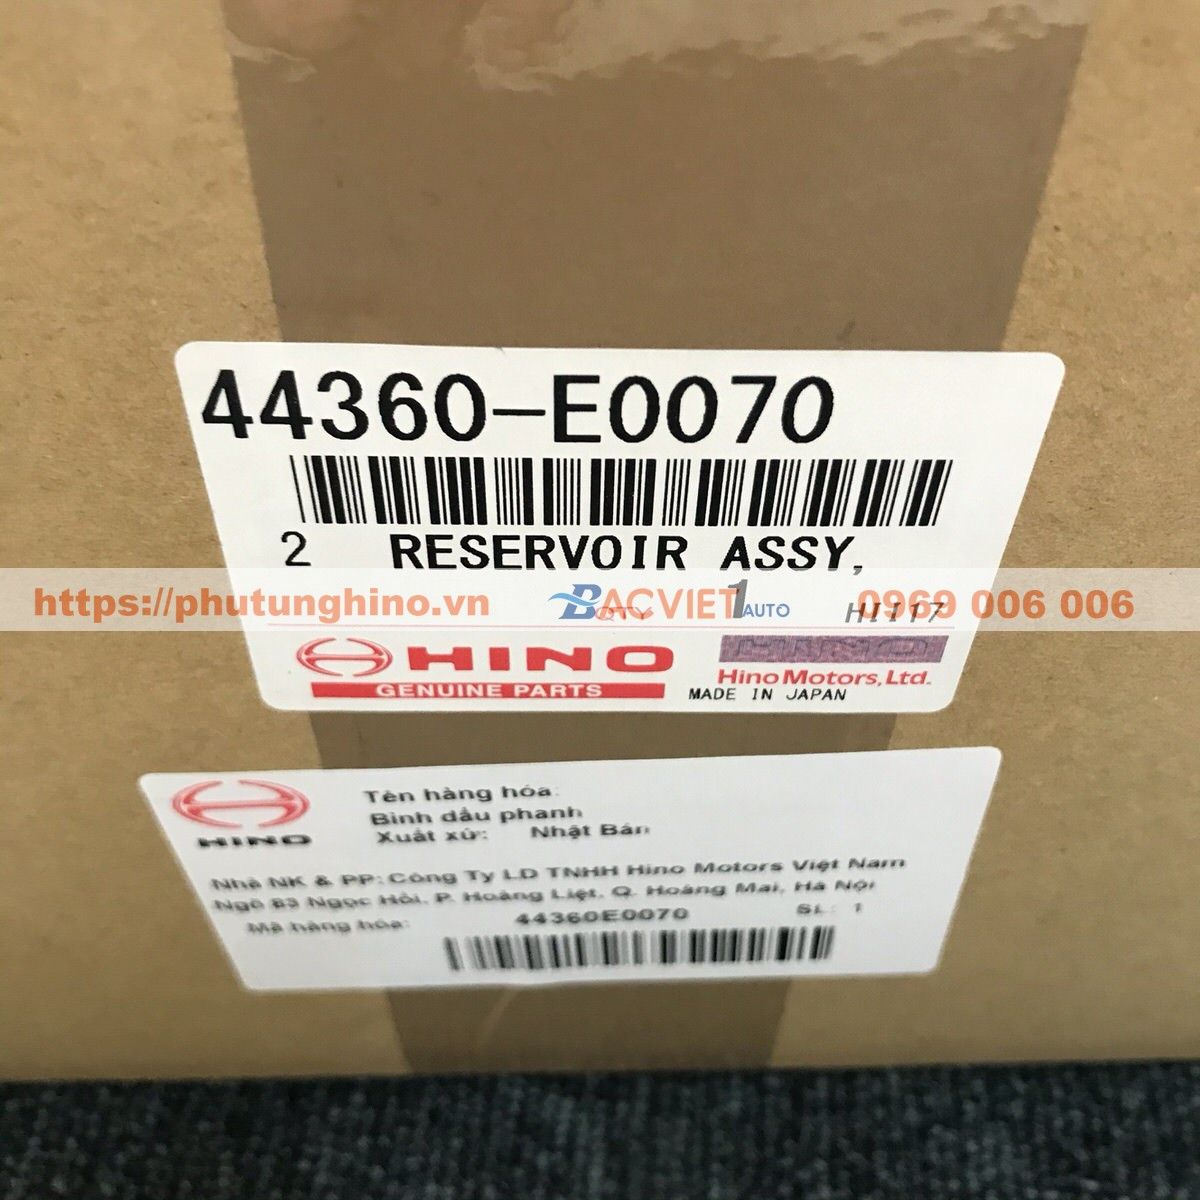 44360-E0070
2 RESERVOIR ASSY,
https://phutunghino.vn BACVIET AUTO 0969 006 006
QTY 1 HI117
HINO HINO
GENUINE PARTS Hino Motors, Ltd.
MADE IN JAPAN
HINO
Tên hàng hóa:
Bình dầu phanh
Xuất xứ: Nhật Bản
Nhà NK & PP: Công Ty LD TNHH Hino Motors Việt Nam
Ngõ 83 Ngọc Hồi, P. Hoàng Liệt, Q. Hoàng Mai, Hà Nội
Mã hàng hóa: 44360E0070 SL: 1